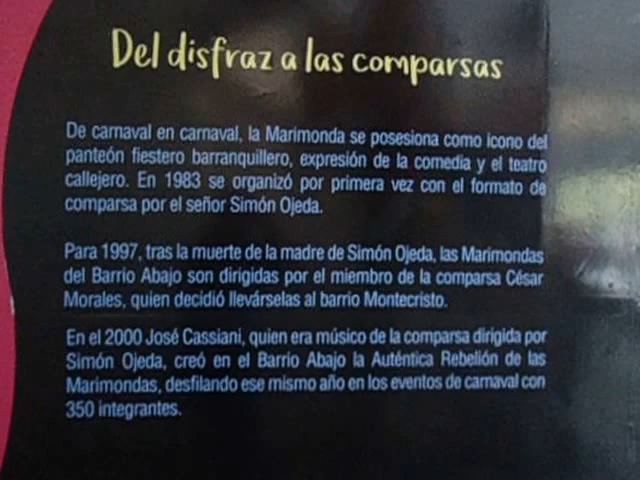 Del disfraz a las comparsas
De carnaval en carnaval, la Marimonda se posesiona como icono del
panteón fiestero barranquillero, expresión de la comedia y el teatro
callejero. En 1983 se organizó por primera vez con el formato de
comparsa por el señor Simón Ojeda.
Para 1997, tras la muerte de la madre de Simón Ojeda, las Marimondas
del Barrio Abajo son dirigidas por el miembro de la comparsa César
Morales, quien decidió llevárselas al barrio Montecristo.
En el 2000 José Cassiani, quien era músico de la comparsa dirigida por
Simón Ojeda, creó en el Barrio Abajo la Auténtica Rebelión de las
Marimondas, desfilando ese mismo año en los eventos de carnaval con
350 integrantes.